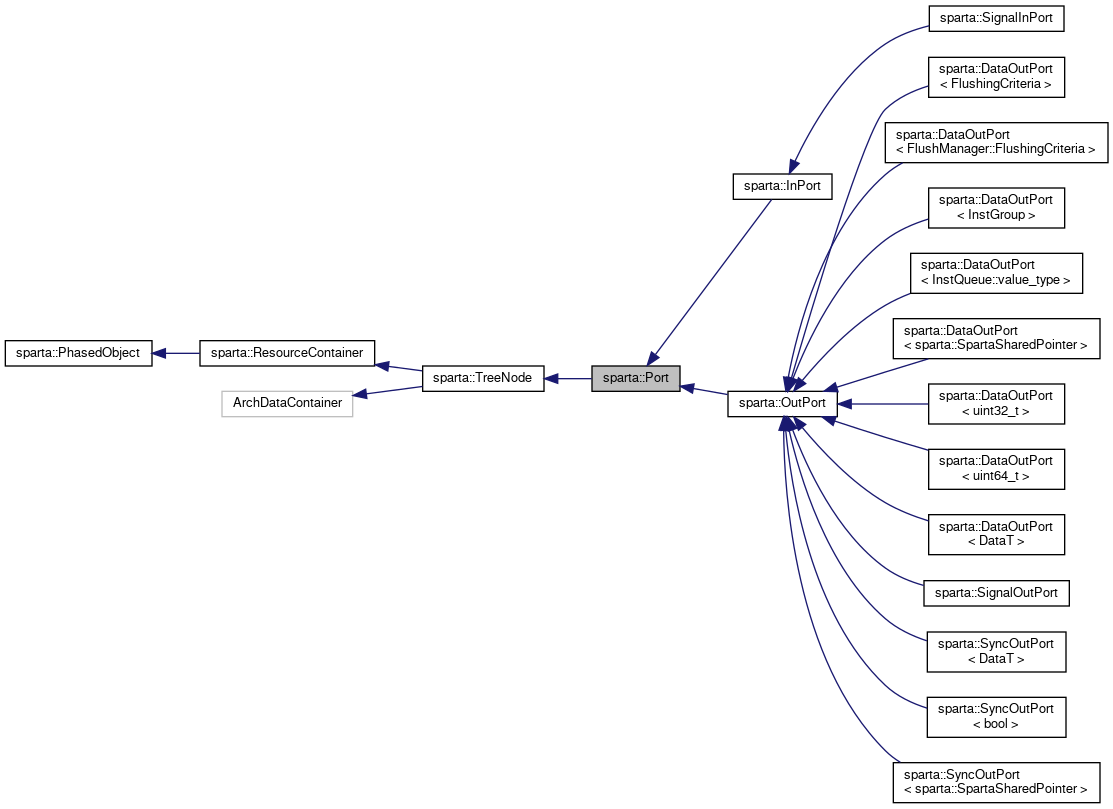 sparta::SignalInPort
sparta::DataOutPort
< FlushingCriteria >
sparta::DataOutPort
< FlushManager::FlushingCriteria >
sparta::InPort
sparta::DataOutPort
< InstGroup >
sparta::DataOutPort
< InstQueue::value_type >
sparta::DataOutPort
< sparta::SpartaSharedPointer >
sparta::PhasedObject
sparta::ResourceContainer
sparta::TreeNode
sparta::Port
ArchDataContainer
sparta::OutPort
sparta::DataOutPort
< uint32_t >
sparta::DataOutPort
< uint64_t >
sparta::DataOutPort
< DataT >
sparta::SignalOutPort
sparta::SyncOutPort
< DataT >
sparta::SyncOutPort
< bool >
sparta::SyncOutPort
< sparta::SpartaSharedPointer >